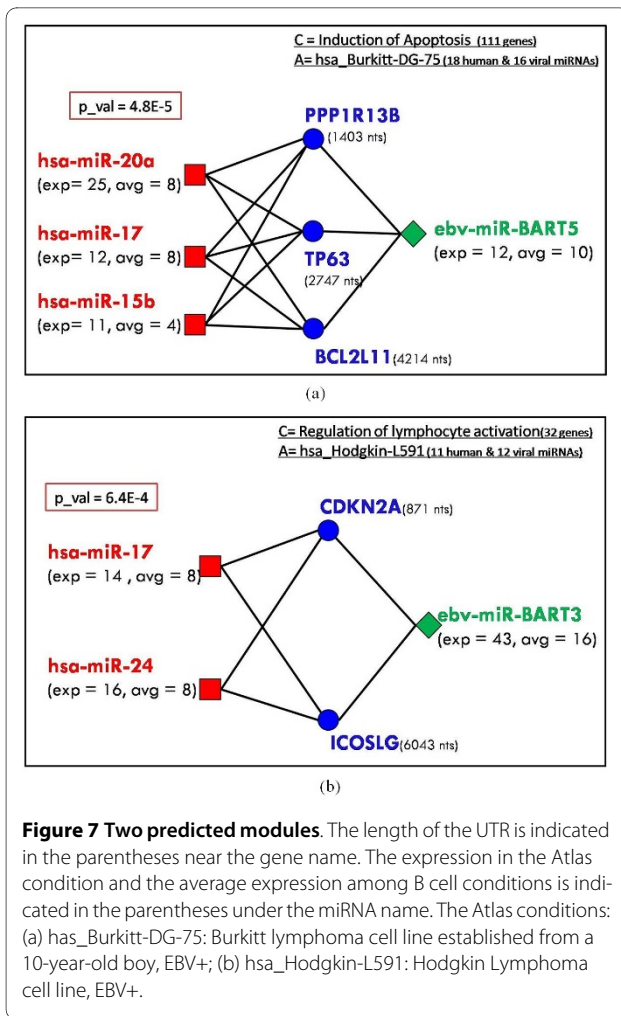 C = Induction of Apoptosis (111 genes)
A= hsa_Burkitt-DG-75 (18 human & 16 viral miRNAs)
p_val = 4.8E-5
PPP1R13B
(1403 nts)
hsa-miR-20a
(exp= 25, avg = 8)
hsa-miR-17
(exp = 12, avg = 8)
hsa-miR-15b
(exp= 11, avg = 4)
TP63
(2747 nts)
BCL2L11(4214 nts)
ebv-miR-BART5
(exp = 12, avg = 10)
(a)
C= Regulation of lymphocyte activation(32 genes)
A= hsa_Hodgkin-L591 (11 human & 12 viral miRNAs)
p_val = 6.4E-4
CDKN2A(871 nts)
hsa-miR-17
(exp = 14 , avg = 8)
hsa-miR-24
(exp = 16, avg = 8)
ebv-miR-BART3
(exp = 43, avg = 16)
ICOSLG(6043 nts)
(b)
Figure 7 Two predicted modules. The length of the UTR is indicated
in the parentheses near the gene name. The expression in the Atlas
condition and the average expression among B cell conditions is indi-
cated in the parentheses under the miRNA name. The Atlas conditions:
(a) has_Burkitt-DG-75: Burkitt lymphoma cell line established from a
10-year-old boy, EBV+; (b) hsa_Hodgkin-L591: Hodgkin Lymphoma
cell line, EBV+.